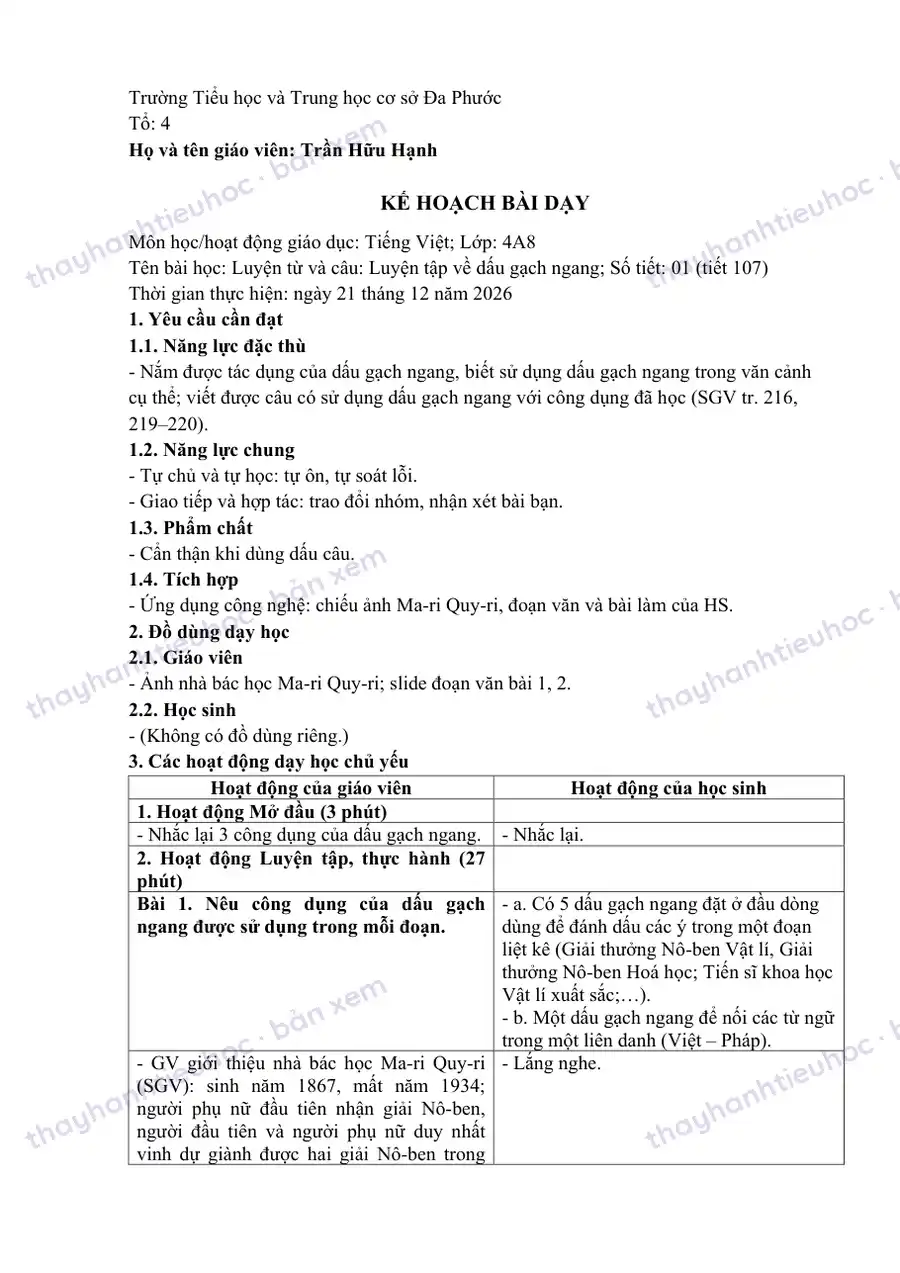 Trường Tiểu học và Trung học cơ sở Đa Phước
Tổ: 4
Họ và tên giáo viên: Trần Hữu Hạnh
KẾ HOẠCH BÀI DẠY
Môn học/hoạt động giáo dục: Tiếng Việt; Lớp: 4A8
Tên bài học: Luyện từ và câu: Luyện tập về dấu gạch ngang; Số tiết: 01 (tiết 107)
Thời gian thực hiện: ngày 21 tháng 12 năm 2026
1. Yêu cầu cần đạt
1.1. Năng lực đặc thù
- Nắm được tác dụng của dấu gạch ngang, biết sử dụng dấu gạch ngang trong văn cảnh
cụ thể; viết được câu có sử dụng dấu gạch ngang với công dụng đã học (SGV tr. 216,
219–220).
1.2. Năng lực chung
- Tự chủ và tự học: tự ôn, tự soát lỗi.
- Giao tiếp và hợp tác: trao đổi nhóm, nhận xét bài bạn.
1.3. Phẩm chất
- Cẩn thận khi dùng dấu câu.
1.4. Tích hợp
- Ứng dụng công nghệ: chiếu ảnh Ma-ri Quy-ri, đoạn văn và bài làm của HS.
2. Đồ dùng dạy học
2.1. Giáo viên
- Ảnh nhà bác học Ma-ri Quy-ri; slide đoạn văn bài 1, 2.
2.2. Học sinh
- (Không có đồ dùng riêng.)
3. Các hoạt động dạy học chủ yếu
Hoạt động của giáo viên
Hoạt động của học sinh
1. Hoạt động Mở đầu (3 phút)
- Nhắc lại 3 công dụng của dấu gạch ngang.
- Nhắc lại.
2. Hoạt động Luyện tập, thực hành (27
phút)
Bài 1. Nêu công dụng của dấu gạch
ngang được sử dụng trong mỗi đoạn.
- a. Có 5 dấu gạch ngang đặt ở đầu dòng
dùng để đánh dấu các ý trong một đoạn
liệt kê (Giải thưởng Nô-ben Vật lí, Giải
thưởng Nô-ben Hoá học; Tiến sĩ khoa học
Vật lí xuất sắc;…).
- b. Một dấu gạch ngang để nối các từ ngữ
trong một liên danh (Việt – Pháp).
- GV giới thiệu nhà bác học Ma-ri Quy-ri
(SGV): sinh năm 1867, mất năm 1934;
người phụ nữ đầu tiên nhận giải Nô-ben,
người đầu tiên và người phụ nữ duy nhất
vinh dự giành được hai giải Nô-ben trong
- Lắng nghe.
thayhanhtieuhoc · bản xem
thayhanhtieuhoc · b
thayhanhtieuhoc · bản xem
thayhanhtieuhoc · b
thayhanhtieuhoc · bản xem
thayhanhtieuhoc · b